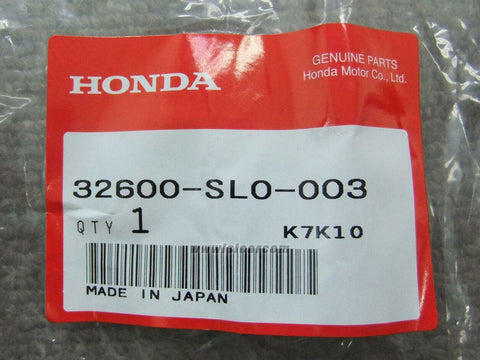 HONDA
GENUINE PARTS
Honda Motor Co., Ltd.
32600-SL0-003
QTY 1
K7K10
MADE IN JAPAN